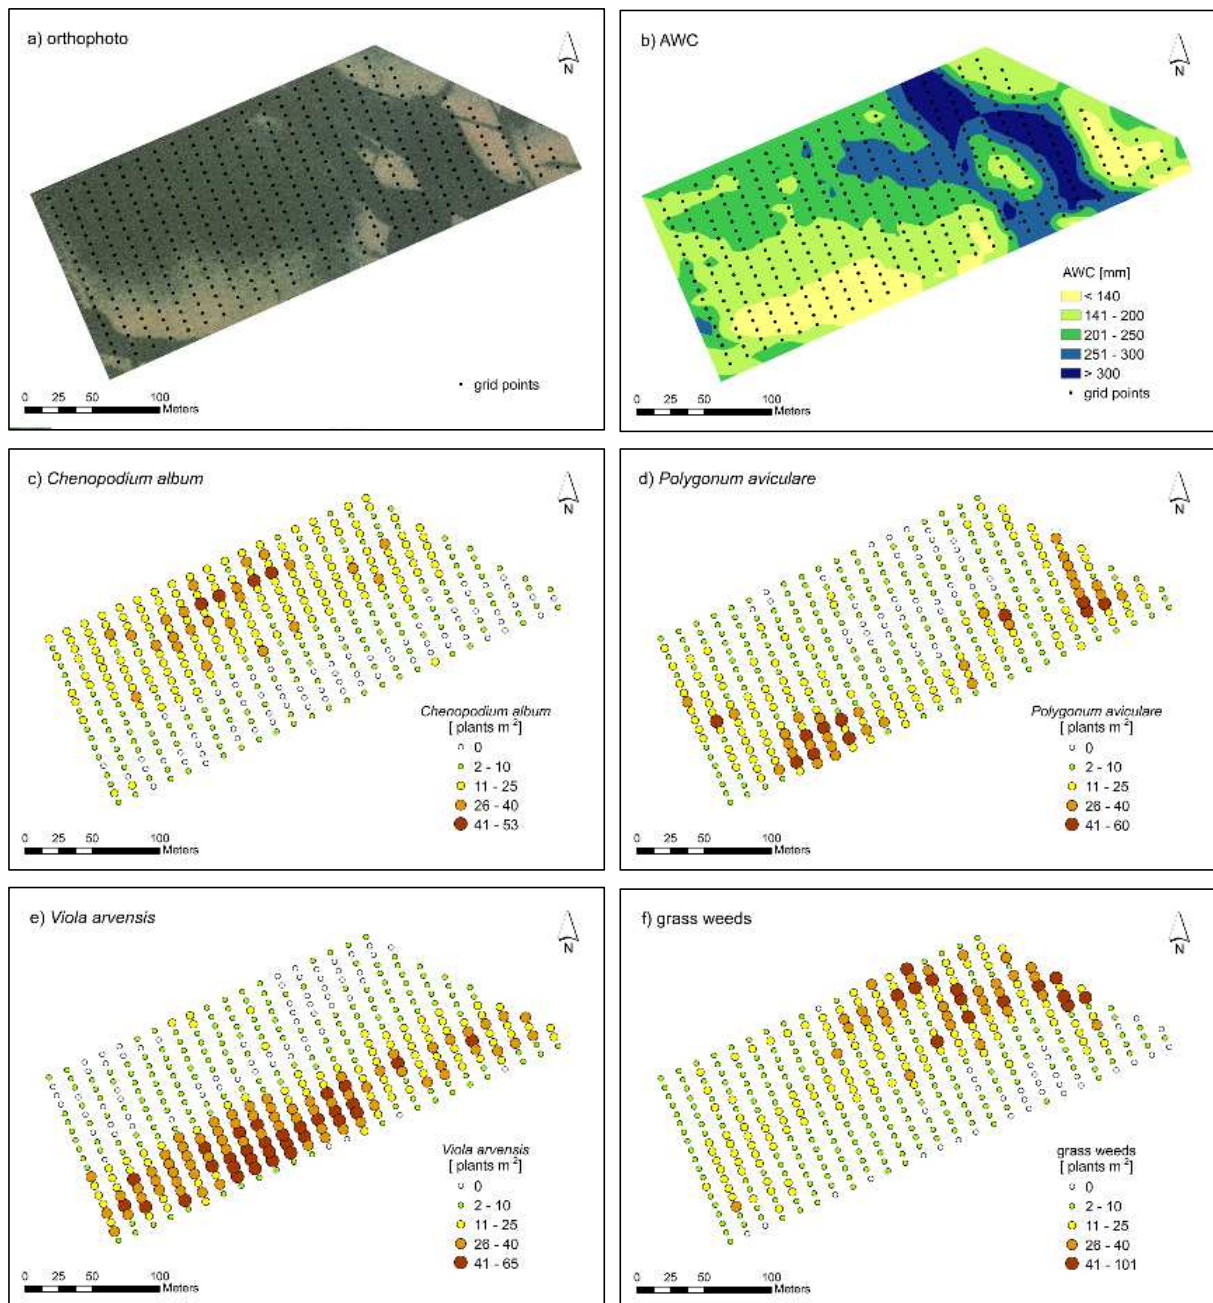 a) orthophoto
N
grid points
0 25 50 100
Meters
b) AWC
N
AWC [mm]
< 140
141 - 200
201 - 250
251 - 300
> 300
grid points
0 25 50 100
Meters
c) Chenopodium album
N
Chenopodium album
[ plants m⁻²]
0
2 - 10
11 - 25
26 - 40
41 - 53
0 25 50 100
Meters
d) Polygonum aviculare
N
Polygonum aviculare
[ plants m⁻²]
0
2 - 10
11 - 25
26 - 40
41 - 60
0 25 50 100
Meters
e) Viola arvensis
N
Viola arvensis
[ plants m⁻²]
0
2 - 10
11 - 25
26 - 40
41 - 65
0 25 50 100
Meters
f) grass weeds
N
grass weeds
[ plants m⁻²]
0
2 - 10
11 - 25
26 - 40
41 - 101
0 25 50 100
Meters